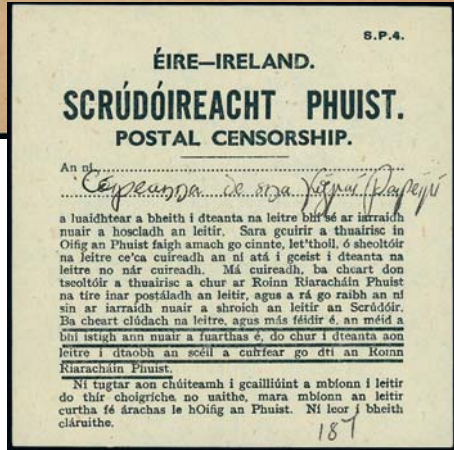 S.P.4.
ÉIRE—IRELAND.
SCRÚDÓIREACHT PHUIST.
POSTAL CENSORSHIP.
An ní
de sna
a luaidhtear a bheith i dteanta na leitre bhí sé ar iarraidh
nuair a hoscladh an leitir. Sara gcuirir a thuairisc in
Oifig an Phuist faigh amach go cinnte, let'thoil, ó sheoltóir
na leitre ce'ca cuireadh an ní atá i gceist i dteanta na
leitre no nár cuireadh. Má cuireadh, ba cheart don
tseoltóir a thuairisc a chur ar Roinn Riaracháin Phuist
na tíre inar postáladh an leitir, agus a rá go raibh an ní
sin ar iarraidh nuair a shroich an leitir an Scrúdóir.
Ba cheart clúdach na leitre, agus más féidir é, an méid a
bhí istigh ann nuair a fuarthas é, do chur i dteanta aon
leitre i dtaobh an scéil a cuirfear go dtí an Roinn
Riaracháin Phuist.
Ní tugtar aon chúiteamh i gcailliúint a mbíonn i leitir
do thír choigríche no uaithe, mara mbíonn an leitir
curtha fé árachas le hOifig an Phuist. Ní leor í bheith
cláruithe.
187